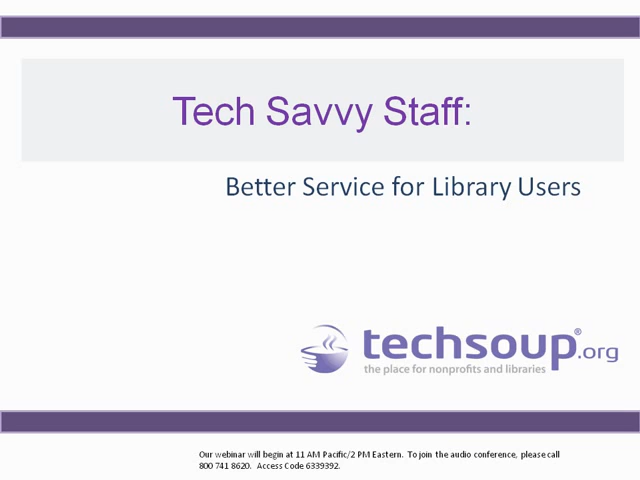 Tech Savvy Staff:
Better Service for Library Users
techsoup®.org
the place for nonprofits and libraries
Our webinar will begin at 11 AM Pacific/2 PM Eastern. To join the audio conference, please call
800 741 8620. Access Code 6339392.